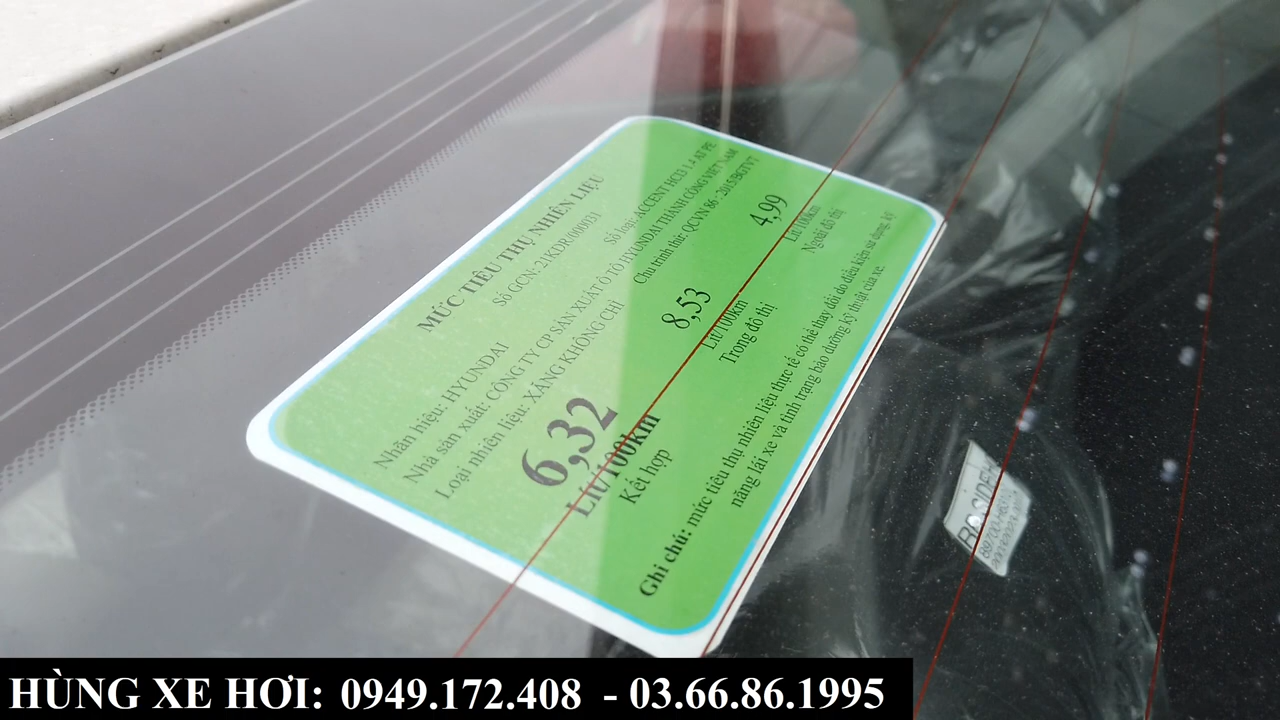 MỨC TIÊU THỤ NHIÊN LIỆU
Số GCN: 21KDR/000031
Nhãn hiệu: HYUNDAI
Số loại: ACCENT HCI3 1.4 AT PE
Nhà sản xuất: CÔNG TY CP SẢN XUẤT Ô TÔ HYUNDAI THÀNH CÔNG VIỆT NAM
Loại nhiên liệu: XĂNG KHÔNG CHÌ
Chu trình thử: QCVN 86 : 2015/BGTVT
6,32
Lít/100km
Kết hợp
8,53
Lít/100km
Trong đô thị
4,99
Lít/100km
Ngoài đô thị
Ghi chú: mức tiêu thụ nhiên liệu thực tế có thể thay đổi do điều kiện sử dụng, kỹ
năng lái xe và tình trạng bảo dưỡng kỹ thuật của xe.
HÙNG XE HƠI: 0949.172.408 - 03.66.86.1995